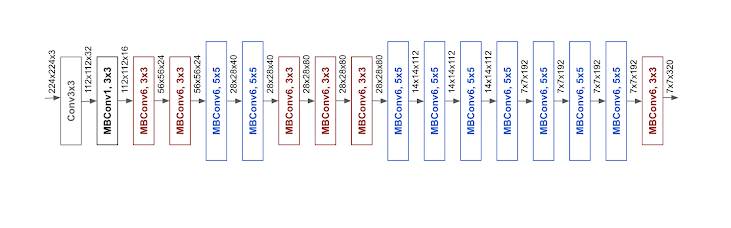 224x224x3
Conv3x3
112x112x32
MBConv1, 3x3
112x112x16
MBConv6, 3x3
56x56x24
MBConv6, 3x3
56x56x24
MBConv6, 5x5
28x28x40
MBConv6, 5x5
28x28x40
MBConv6, 3x3
28x28x80
MBConv6, 3x3
28x28x80
MBConv6, 3x3
28x28x80
MBConv6, 5x5
14x14x112
MBConv6, 5x5
14x14x112
MBConv6, 5x5
14x14x112
MBConv6, 5x5
7x7x192
MBConv6, 5x5
7x7x192
MBConv6, 5x5
7x7x192
MBConv6, 5x5
7x7x192
MBConv6, 3x3
7x7x320